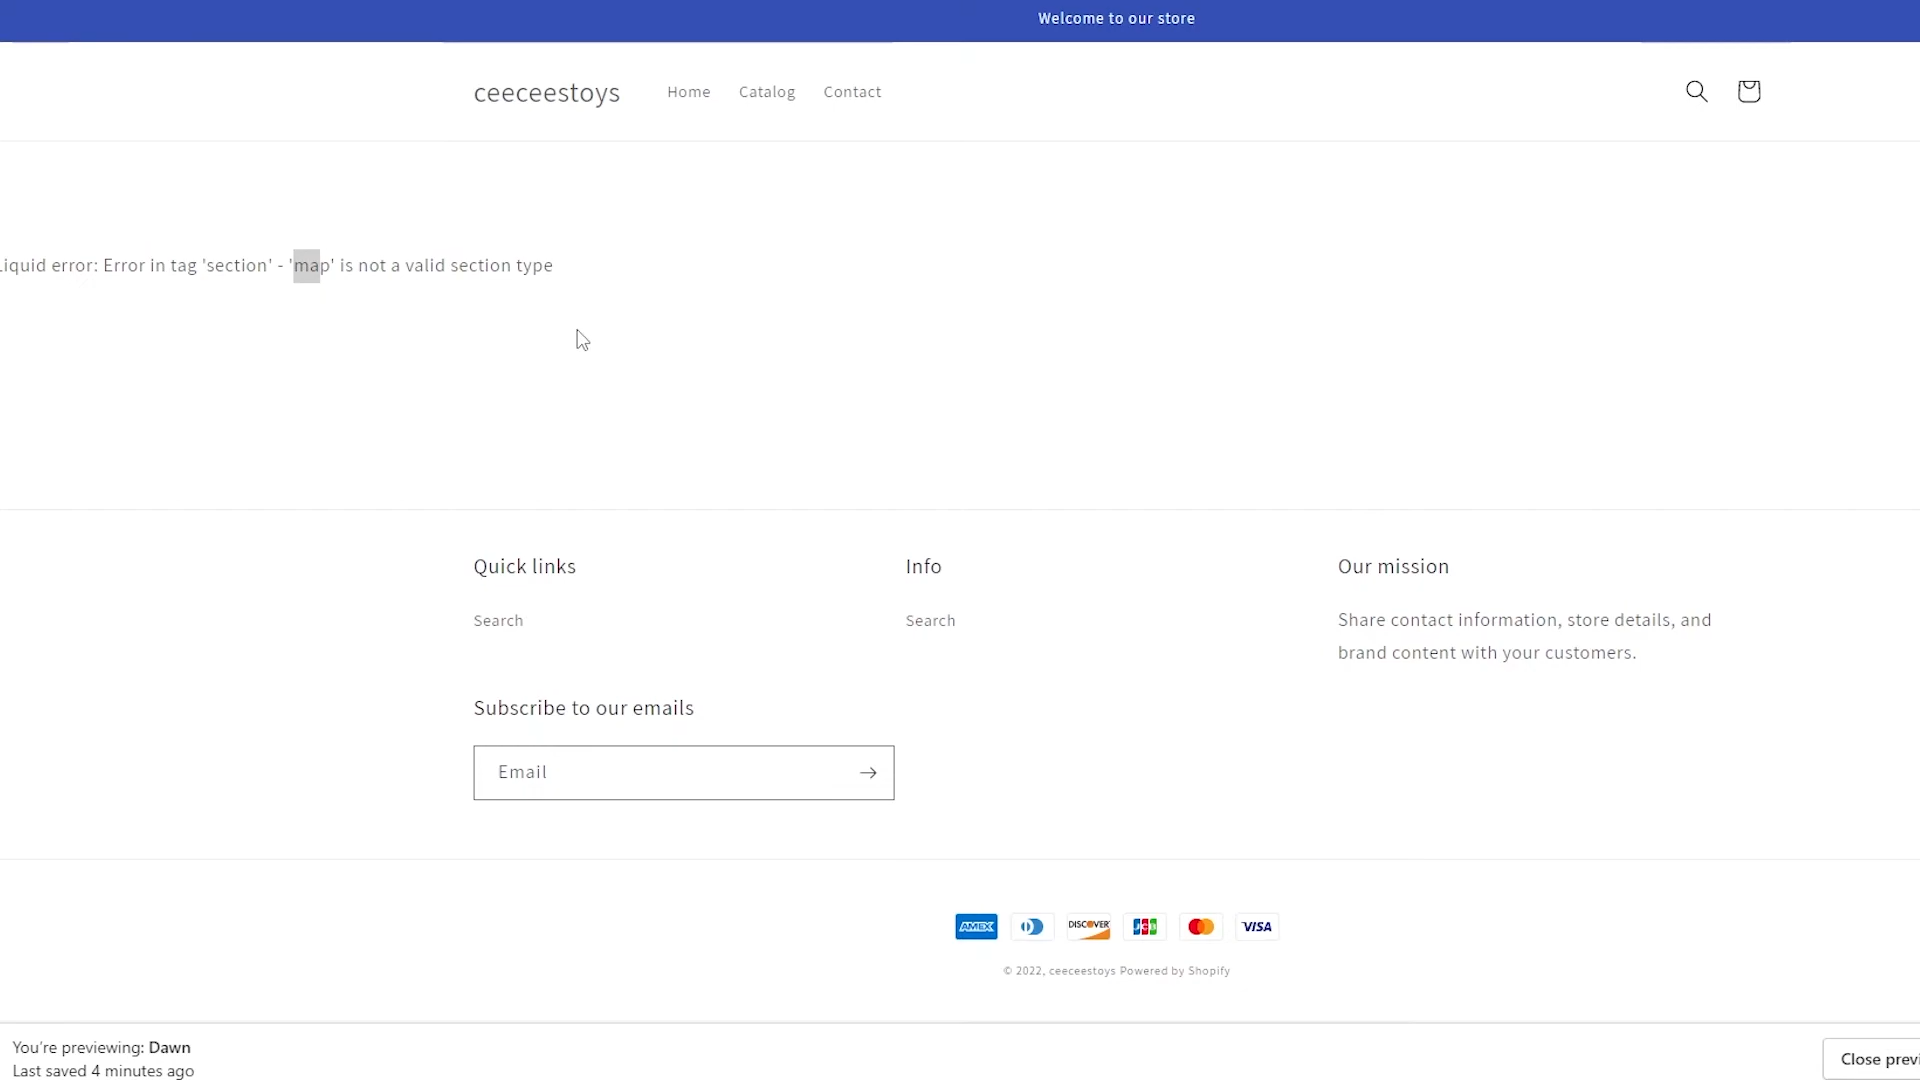 Welcome to our store
ceeceestoys
Home
Catalog
Contact
Liquid error: Error in tag 'section' - 'map' is not a valid section type
Quick links
Info
Our mission
Search
Search
Share contact information, store details, and
brand content with your customers.
Subscribe to our emails
Email
AMEX
DISCOVER
JCB
VISA
© 2022, ceeceestoys Powered by Shopify
You're previewing: Dawn
Last saved 4 minutes ago
Close previ